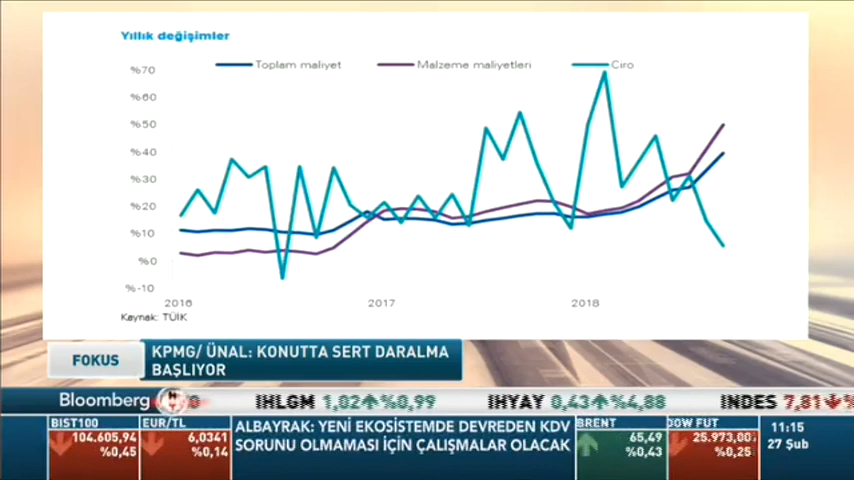 Yıllık değişimler
Toplam maliyet
Malzeme maliyetleri
Ciro
%70
%60
%50
%40
%30
%20
%10
%0
%-10
2016
2017
2018
Kaynak: TÜİK
FOKUS
KPMG/ ÜNAL: KONUTTA SERT DARALMA
BAŞLIYOR
Bloomberg HT
IHLGM 1,02 %0,99
IHYAY 0,43 %4,88
INDES 7,81 %
BIST100
104.605,94
%0,45
EUR/TL
6,0341
%0,14
ALBAYRAK: YENİ EKOSİSTEMDE DEVREDEN KDV
SORUNU OLMAMASI İÇİN ÇALIŞMALAR OLACAK
BRENT
65,49
%0,43
DOW FUT
25.973,00
%0,25
11:15
27 Şub